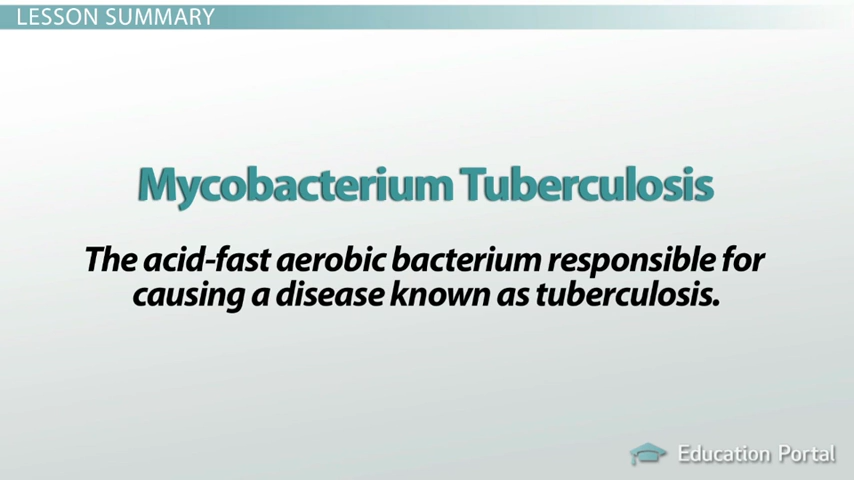 LESSON SUMMARY
Mycobacterium Tuberculosis
The acid-fast aerobic bacterium responsible for
causing a disease known as tuberculosis.
Education Portal